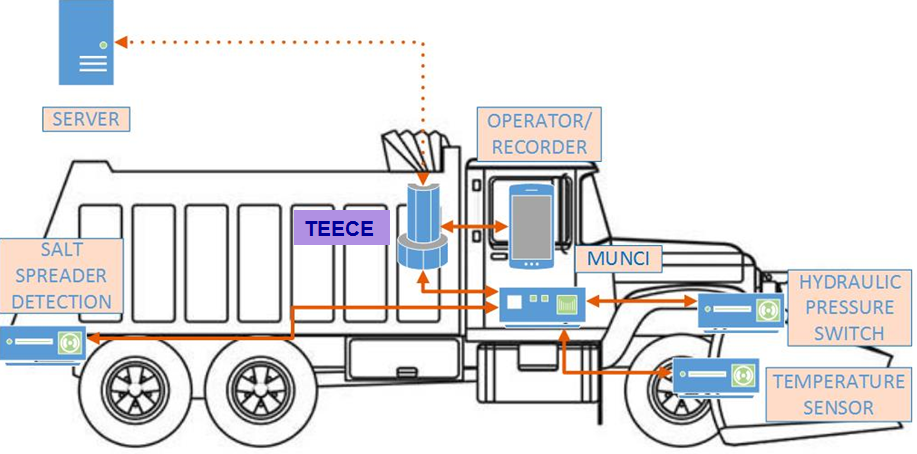 SERVER
OPERATOR/
RECORDER
TEECE
SALT
SPREADER
DETECTION
MUNCI
HYDRAULIC
PRESSURE
SWITCH
TEMPERATURE
SENSOR